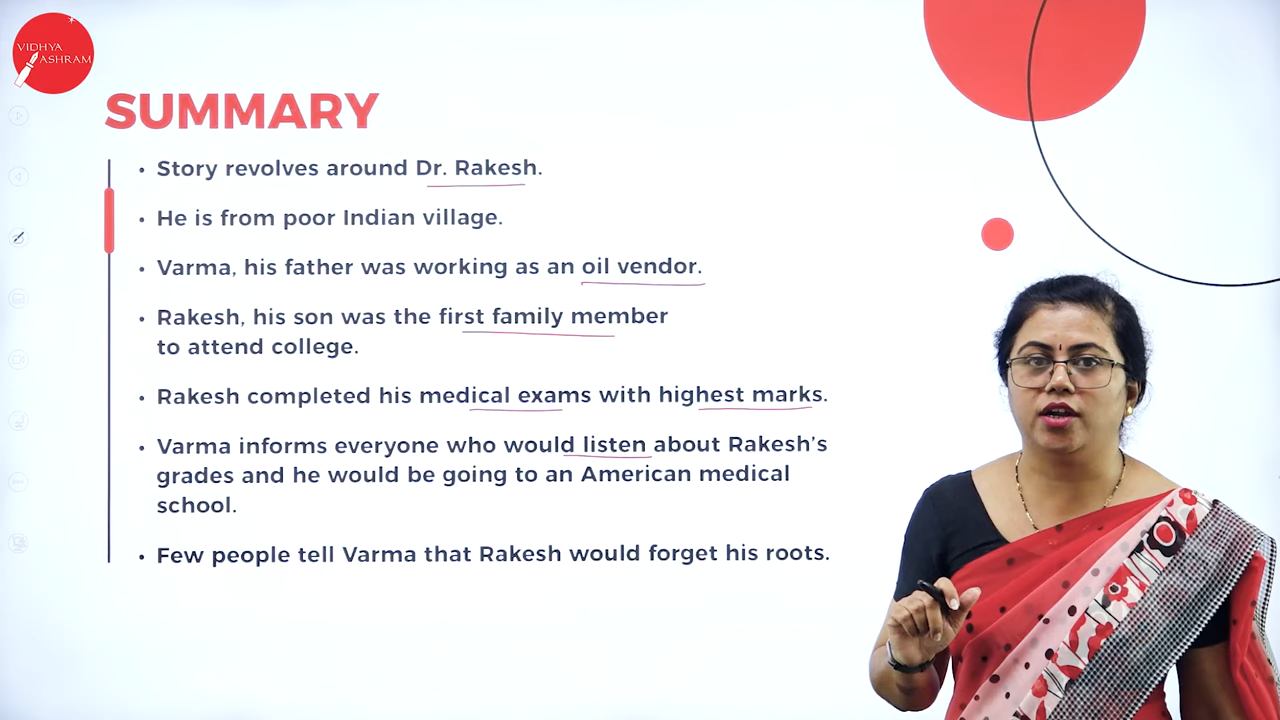 VIDHYA
ASHRAM
SUMMARY
• Story revolves around Dr. Rakesh.
• He is from poor Indian village.
• Varma, his father was working as an oil vendor.
• Rakesh, his son was the first family member
to attend college.
• Rakesh completed his medical exams with highest marks.
• Varma informs everyone who would listen about Rakesh's
grades and he would be going to an American medical
school.
• Few people tell Varma that Rakesh would forget his roots.